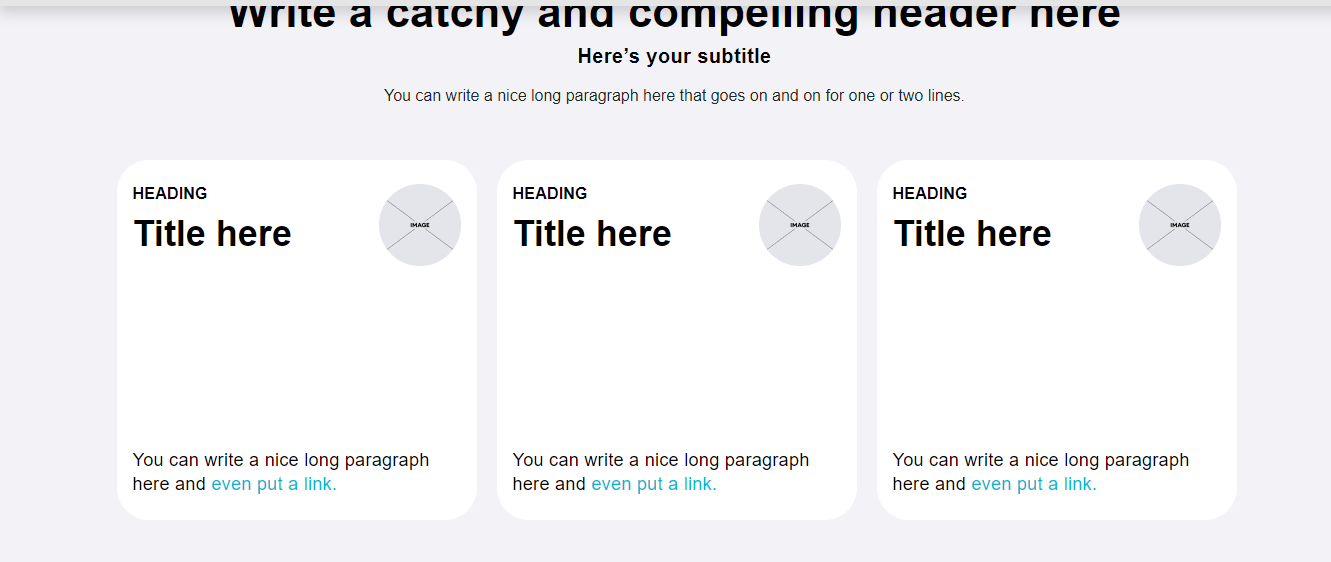 Write a catchy and compelling header here
Here’s your subtitle
You can write a nice long paragraph here that goes on and on for one or two lines.
HEADING
Title here
IMAGE
You can write a nice long paragraph
here and even put a link.
HEADING
Title here
IMAGE
You can write a nice long paragraph
here and even put a link.
HEADING
Title here
IMAGE
You can write a nice long paragraph
here and even put a link.